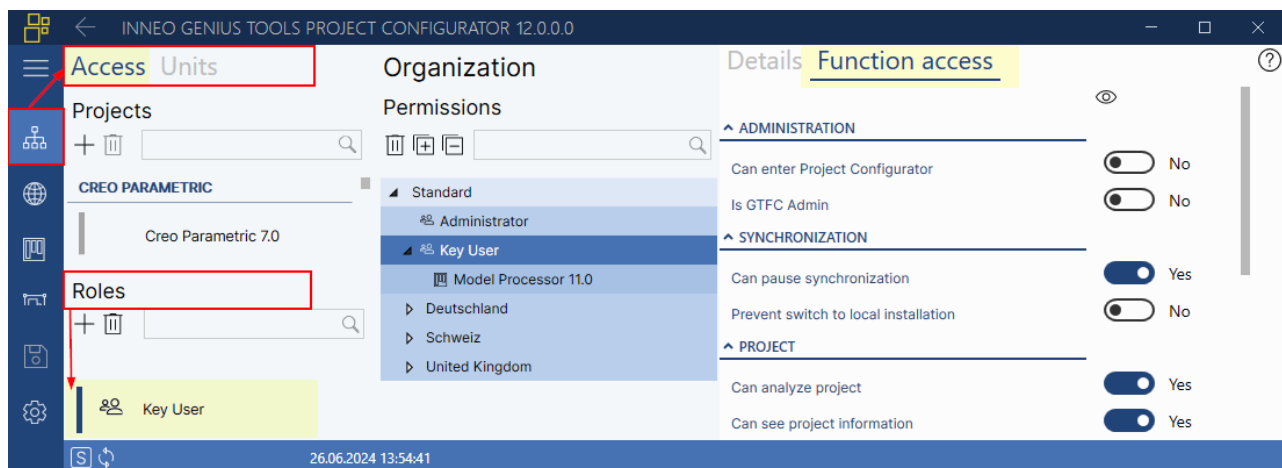 INNEO GENIUS TOOLS PROJECT CONFIGURATOR 12.0.0.0
Access Units
Projects
CREO PARAMETRIC
Creo Parametric 7.0
Roles
Key User
Organization
Permissions
Standard
Administrator
Key User
Model Processor 11.0
Deutschland
Schweiz
United Kingdom
Details Function access
ADMINISTRATION
Can enter Project Configurator No
Is GTFC Admin No
SYNCHRONIZATION
Can pause synchronization Yes
Prevent switch to local installation No
PROJECT
Can analyze project Yes
Can see project information Yes
S 26.06.2024 13:54:41